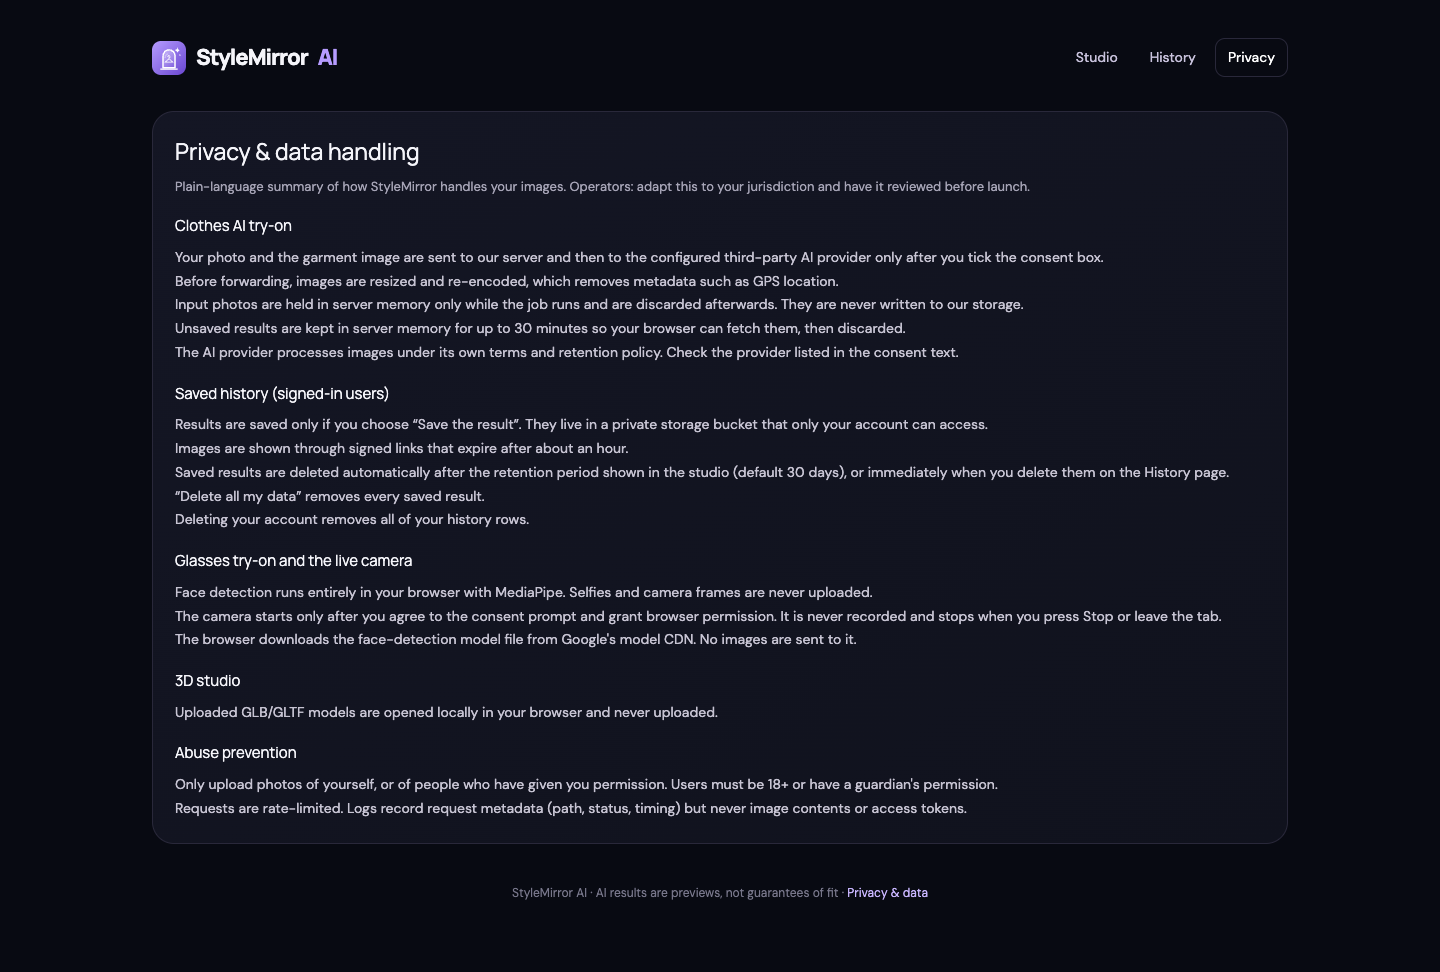 StyleMirror AI
Studio
History
Privacy
Privacy & data handling
Plain-language summary of how StyleMirror handles your images. Operators: adapt this to your jurisdiction and have it reviewed before launch.
Clothes AI try-on
Your photo and the garment image are sent to our server and then to the configured third-party AI provider only after you tick the consent box.
Before forwarding, images are resized and re-encoded, which removes metadata such as GPS location.
Input photos are held in server memory only while the job runs and are discarded afterwards. They are never written to our storage.
Unsaved results are kept in server memory for up to 30 minutes so your browser can fetch them, then discarded.
The AI provider processes images under its own terms and retention policy. Check the provider listed in the consent text.
Saved history (signed-in users)
Results are saved only if you choose “Save the result”. They live in a private storage bucket that only your account can access.
Images are shown through signed links that expire after about an hour.
Saved results are deleted automatically after the retention period shown in the studio (default 30 days), or immediately when you delete them on the History page.
“Delete all my data” removes every saved result.
Deleting your account removes all of your history rows.
Glasses try-on and the live camera
Face detection runs entirely in your browser with MediaPipe. Selfies and camera frames are never uploaded.
The camera starts only after you agree to the consent prompt and grant browser permission. It is never recorded and stops when you press Stop or leave the tab.
The browser downloads the face-detection model file from Google's model CDN. No images are sent to it.
3D studio
Uploaded GLB/GLTF models are opened locally in your browser and never uploaded.
Abuse prevention
Only upload photos of yourself, or of people who have given you permission. Users must be 18+ or have a guardian's permission.
Requests are rate-limited. Logs record request metadata (path, status, timing) but never image contents or access tokens.
StyleMirror AI · AI results are previews, not guarantees of fit · Privacy & data